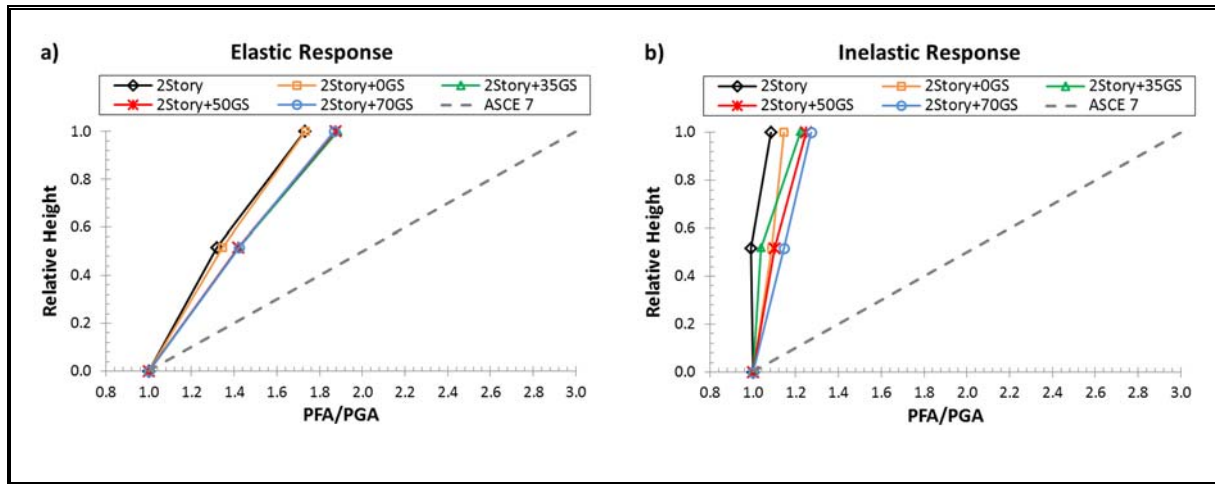 a) Elastic Response
2Story 2Story+0GS 2Story+35GS
2Story+50GS 2Story+70GS ASCE 7
1.0
0.8
0.6
0.4
0.2
0.0
Relative Height
0.8 1.0 1.2 1.4 1.6 1.8 2.0 2.2 2.4 2.6 2.8 3.0
PFA/PGA
b) Inelastic Response
2Story 2Story+0GS 2Story+35GS
2Story+50GS 2Story+70GS ASCE 7
1.0
0.8
0.6
0.4
0.2
0.0
Relative Height
0.8 1.0 1.2 1.4 1.6 1.8 2.0 2.2 2.4 2.6 2.8 3.0
PFA/PGA